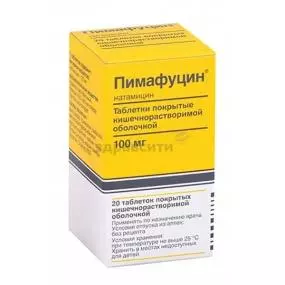 Пимафуцин®
натамицин
Таблетки покрытые
кишечнорастворимой
оболочкой
100 мг
здравсити
20 таблеток покрытых
кишечнорастворимой
оболочкой
Применять по назначению врача
Условия отпуска из аптек:
без рецепта
Условия хранения:
при температуре не выше 25 °C
Хранить в местах недоступных
для детей